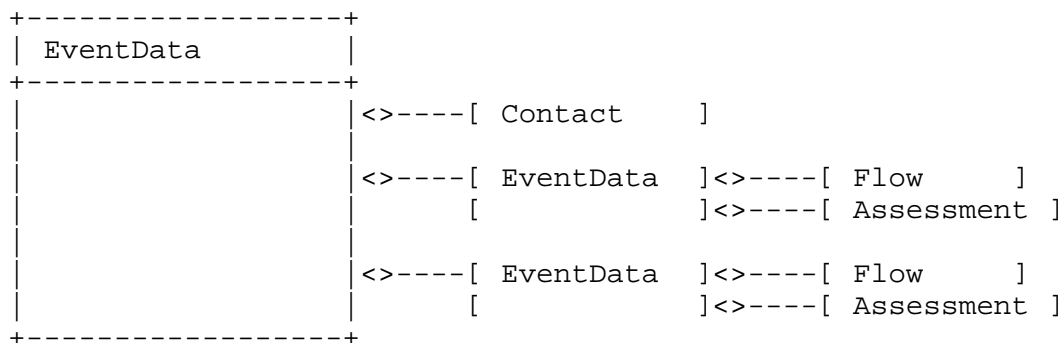 +------------------+
| EventData        |
+------------------+
|                  |<>----[ Contact    ]
|                  |
|                  |<>----[ EventData  ]<>----[ Flow       ]
|                  |      [            ]<>----[ Assessment ]
|                  |
|                  |<>----[ EventData  ]<>----[ Flow       ]
|                  |      [            ]<>----[ Assessment ]
+------------------+